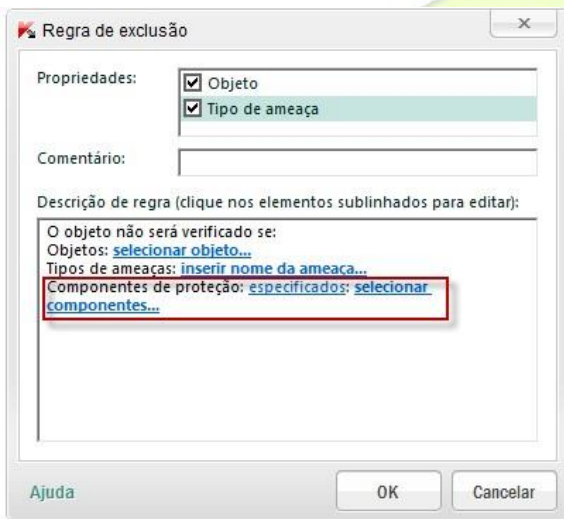 Regra de exclusão
Propriedades:
Objeto
Tipo de ameaça
Comentário:
Descrição de regra (clique nos elementos sublinhados para editar):
O objeto não será verificado se:
Objetos: selecionar objeto...
Tipos de ameaças: inserir nome da ameaça...
Componentes de proteção: especificados: selecionar
componentes...
Ajuda
OK
Cancelar